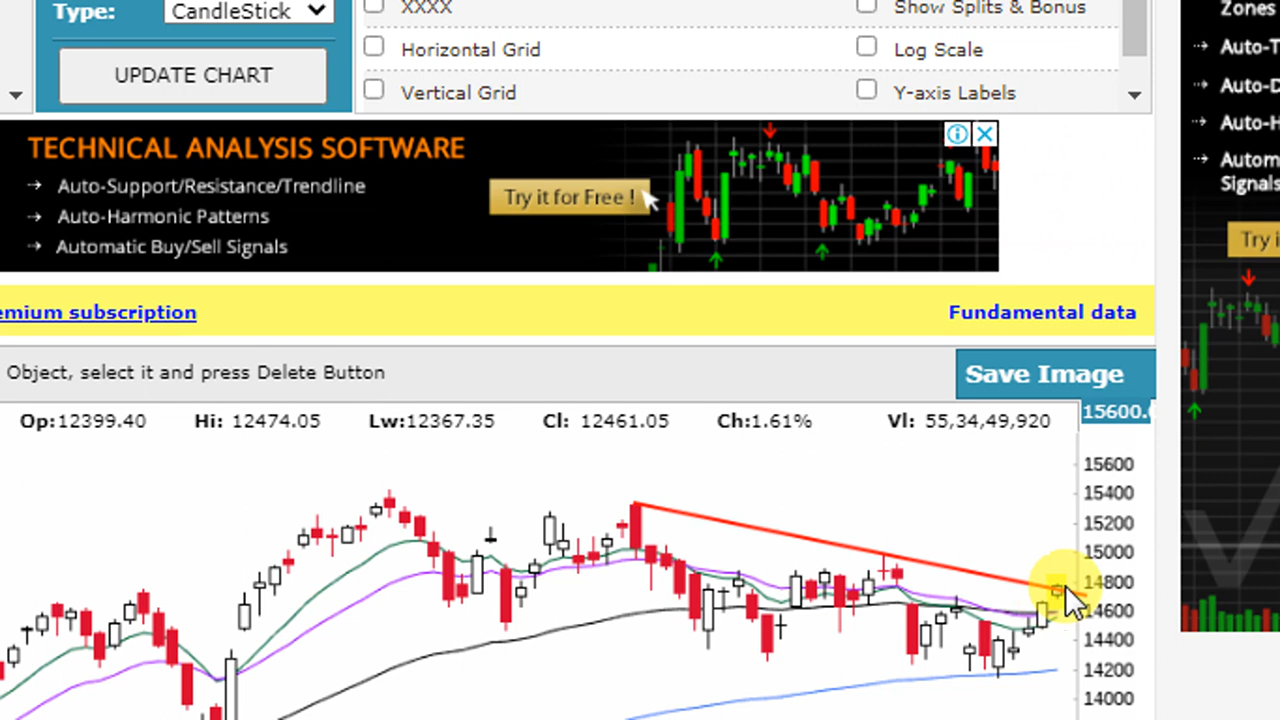 Type:
CandleStick
XXXX
Show Splits & Bonus
UPDATE CHART
Horizontal Grid
Log Scale
Vertical Grid
Y-axis Labels
TECHNICAL ANALYSIS SOFTWARE
→ Auto-Support/Resistance/Trendline
→ Auto-Harmonic Patterns
→ Automatic Buy/Sell Signals
Try it for Free !
Zones
Auto-T
Auto-D
Auto-H
Autom
Signals
Try i
emium subscription
Fundamental data
Object, select it and press Delete Button
Save Image
Op:12399.40 Hi: 12474.05 Lw:12367.35 Cl: 12461.05 Ch:1.61% Vl: 55,34,49,920
15600.
15600
15400
15200
15000
14800
14600
14400
14200
14000